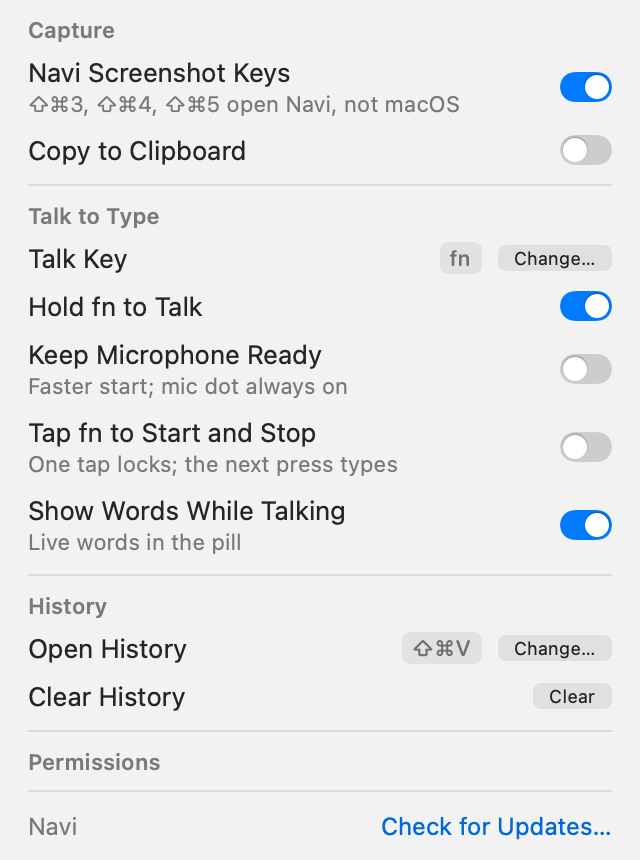 Capture
Navi Screenshot Keys
⇧⌘3, ⇧⌘4, ⇧⌘5 open Navi, not macOS
Copy to Clipboard
Talk to Type
Talk Key fn Change...
Hold fn to Talk
Keep Microphone Ready
Faster start; mic dot always on
Tap fn to Start and Stop
One tap locks; the next press types
Show Words While Talking
Live words in the pill
History
Open History ⇧⌘V Change...
Clear History Clear
Permissions
Navi Check for Updates...